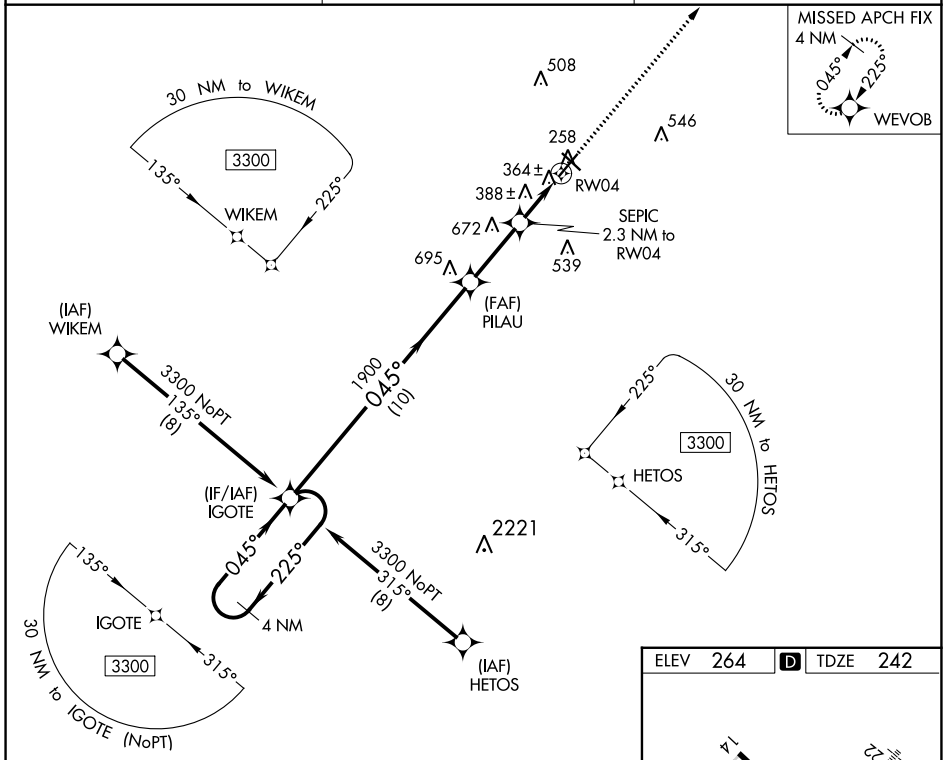 MISSED APCH FIX
4 NM
045°
225°
WEVOB
508
546
258
364±
RW04
388±
SEPIC
2.3 NM to
RW04
672
539
695
(FAF)
PILAU
30 NM to WIKEM
3300
135°
225°
WIKEM
(IAF)
WIKEM
3300 NoPT
135°
(8)
1900
045°
(10)
225°
30 NM to HETOS
3300
HETOS
315°
(IF/IAF)
IGOTE
045°
225°
4 NM
2221
3300 NoPT
315°
(8)
(IAF)
HETOS
135°
IGOTE
3300
315°
30 NM to IGOTE (NoPT)
ELEV 264 D TDZE 242
14
22